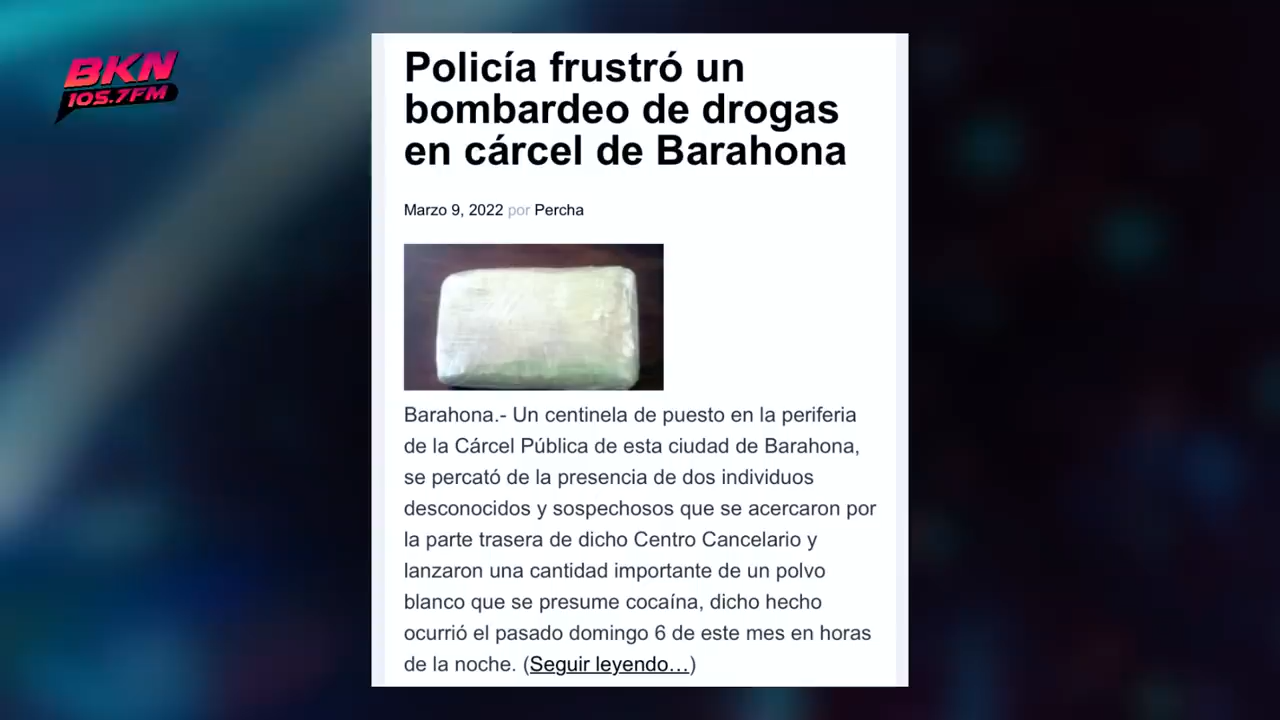 BKN
105.7FM
Policía frustró un
bombardeo de drogas
en cárcel de Barahona
Marzo 9, 2022 por Percha
Barahona.- Un centinela de puesto en la periferia
de la Cárcel Pública de esta ciudad de Barahona,
se percató de la presencia de dos individuos
desconocidos y sospechosos que se acercaron por
la parte trasera de dicho Centro Cancelario y
lanzaron una cantidad importante de un polvo
blanco que se presume cocaína, dicho hecho
ocurrió el pasado domingo 6 de este mes en horas
de la noche. (Seguir leyendo…)